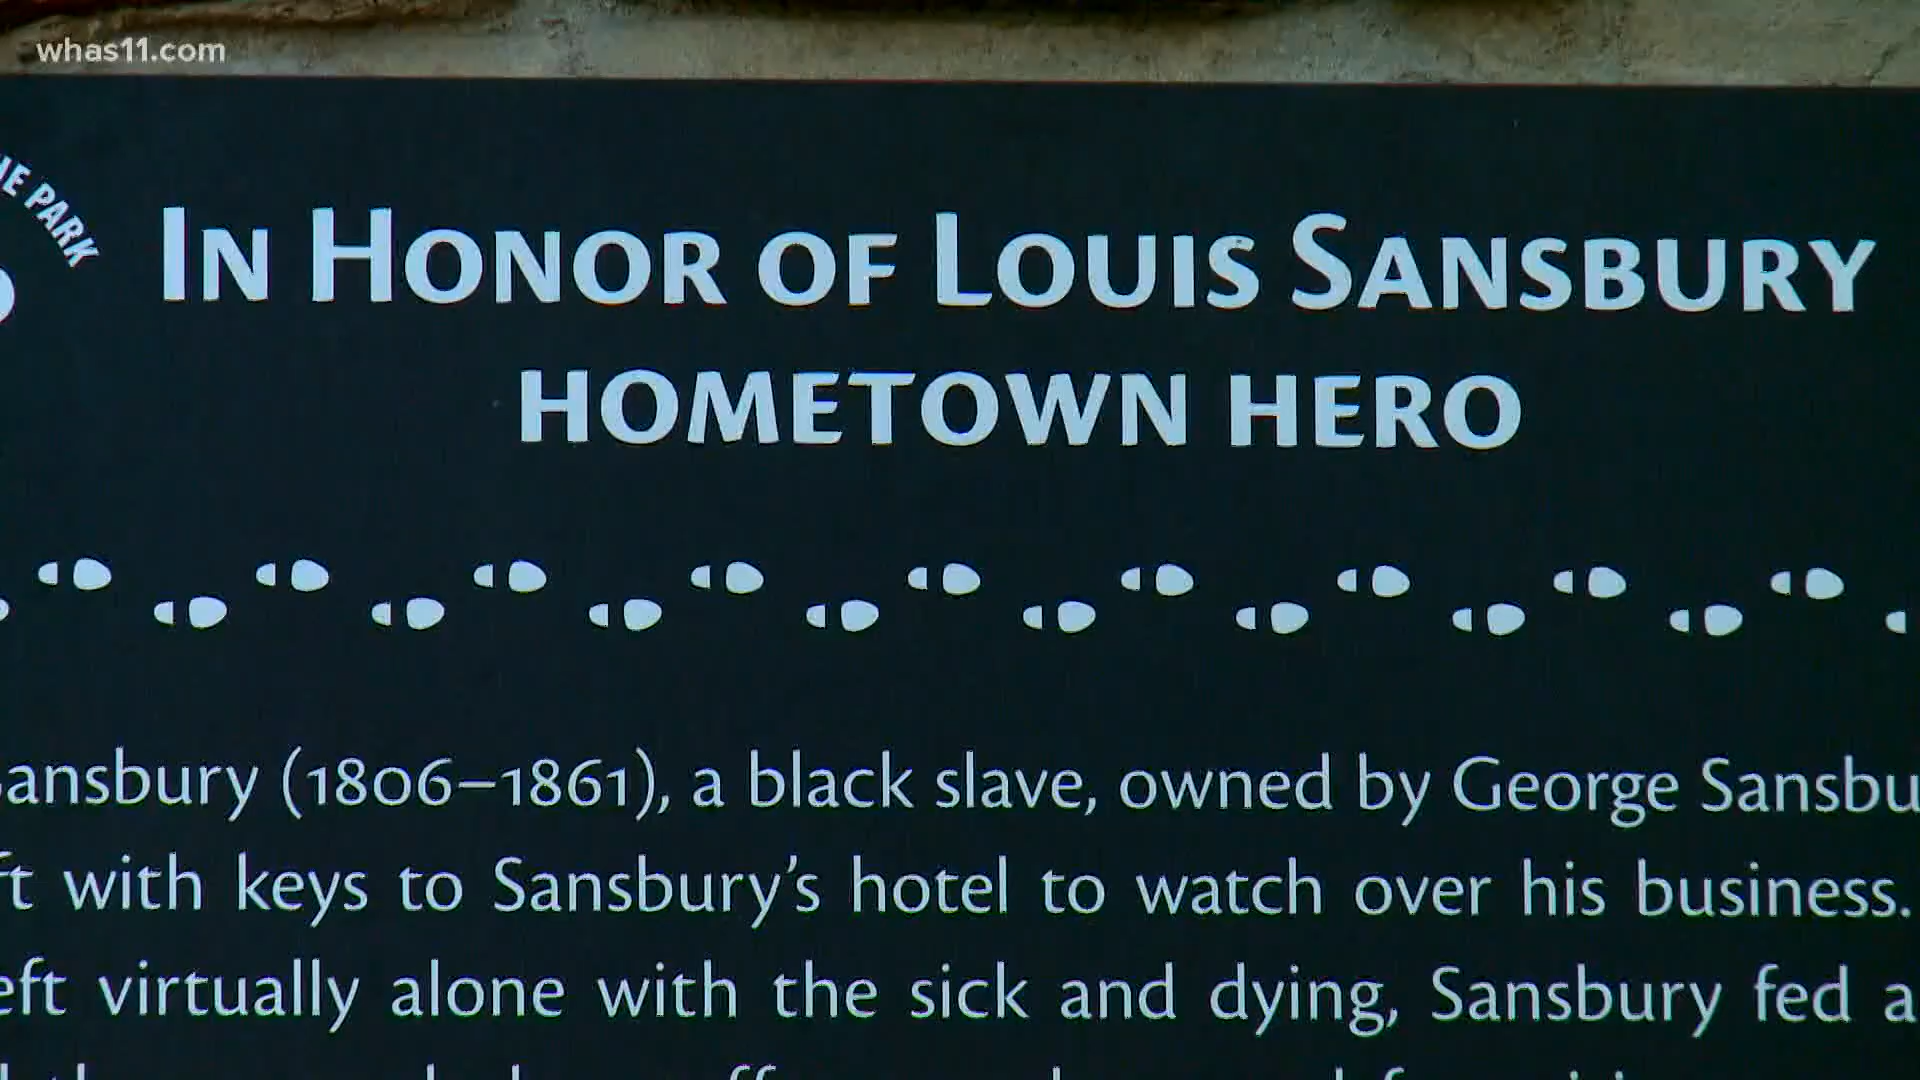 whas11.com
PARK
IN HONOR OF LOUIS SANSBURY
HOMETOWN HERO
ansbury (1806–1861), a black slave, owned by George Sansbu
ft with keys to Sansbury's hotel to watch over his business.
eft virtually alone with the sick and dying, Sansbury fed a